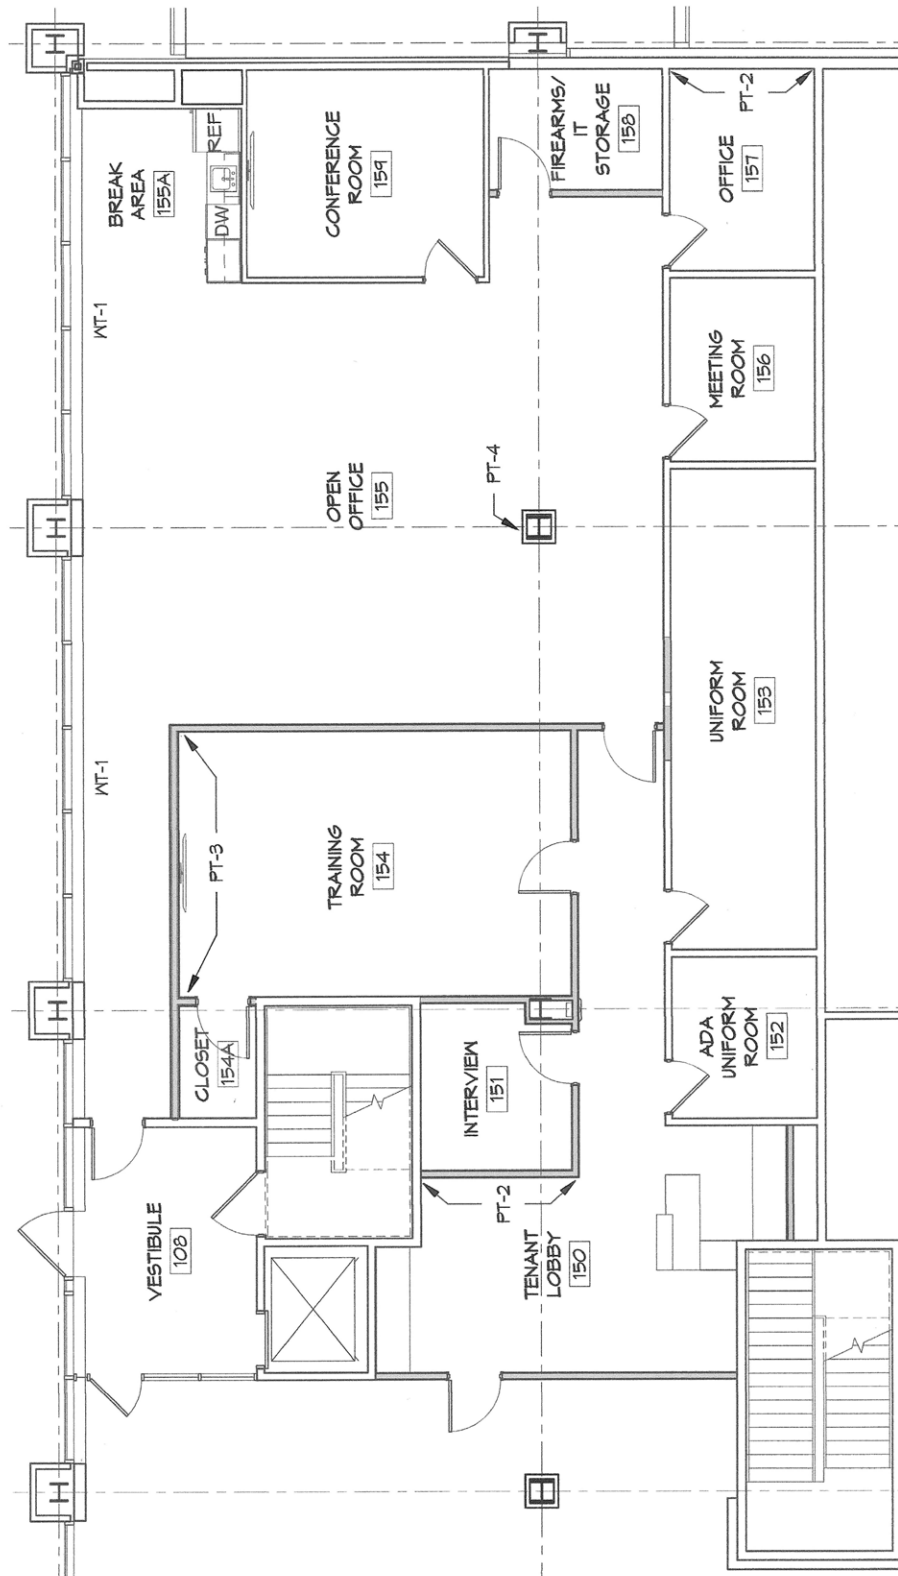 BREAK
AREA
155A
REF
DW
CONFERENCE
ROOM
159
FIREARMS/
IT
STORAGE
158
PT-2
OFFICE
157
WT-1
MEETING
ROOM
156
OPEN
OFFICE
155
PT-4
UNIFORM
ROOM
153
WT-1
PT-3
TRAINING
ROOM
154
CLOSET
154A
INTERVIEW
151
ADA
UNIFORM
ROOM
152
PT-2
VESTIBULE
108
TENANT
LOBBY
150